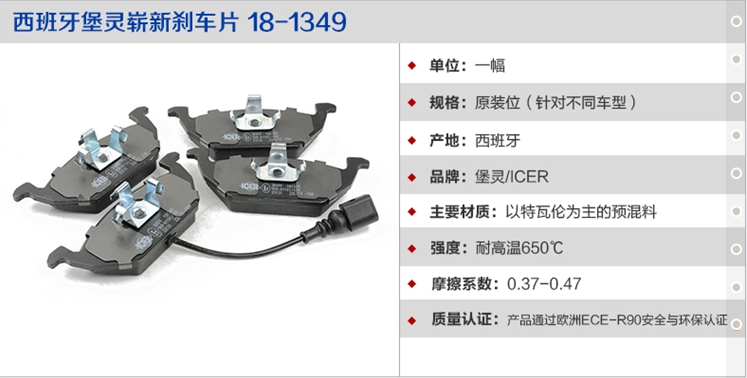 西班牙堡灵崭新刹车片 18-1349
单位：一幅
规格：原装位（针对不同车型）
产地：西班牙
品牌：堡灵/ICER
主要材质：以特瓦伦为主的预混料
强度：耐高温650℃
摩擦系数：0.37-0.47
质量认证：产品通过欧洲ECE-R90安全与环保认证
ICER
ICER